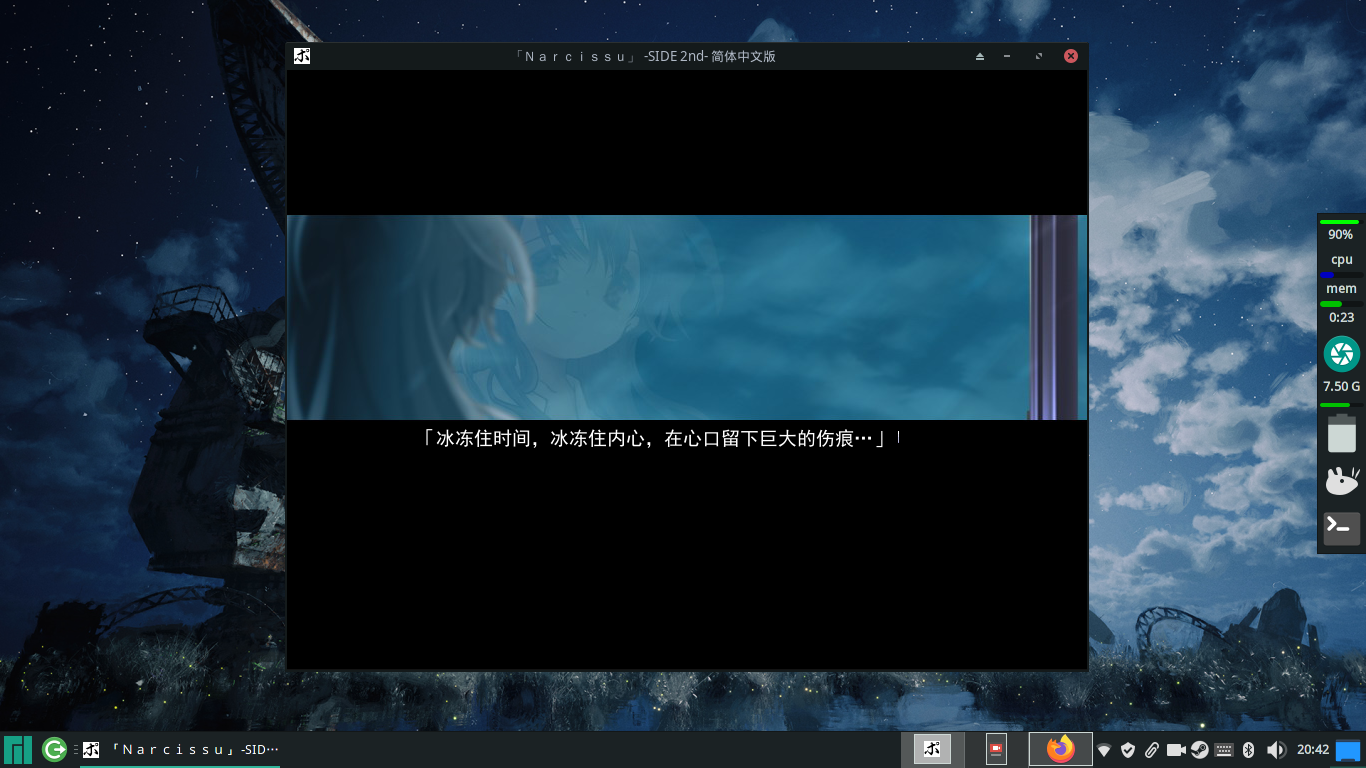 「Ｎａｒｃｉｓｓｕ」 -SIDE 2nd- 简体中文版
「冰冻住时间，冰冻住内心，在心口留下巨大的伤痕…」
90%
cpu
mem
0:23
7.50 G
「Ｎａｒｃｉｓｓｕ」-SID…
20:42